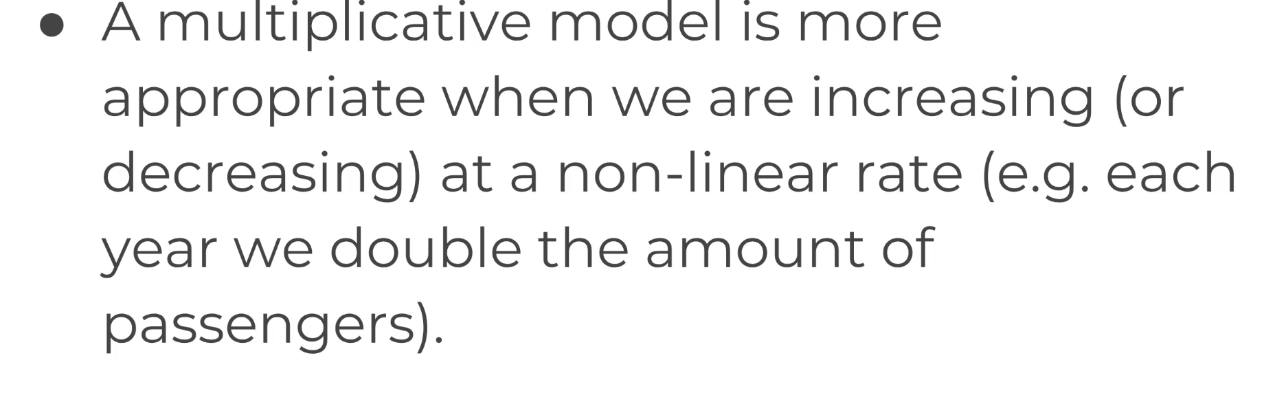 ● A multiplicative model is more
appropriate when we are increasing (or
decreasing) at a non-linear rate (e.g. each
year we double the amount of
passengers).